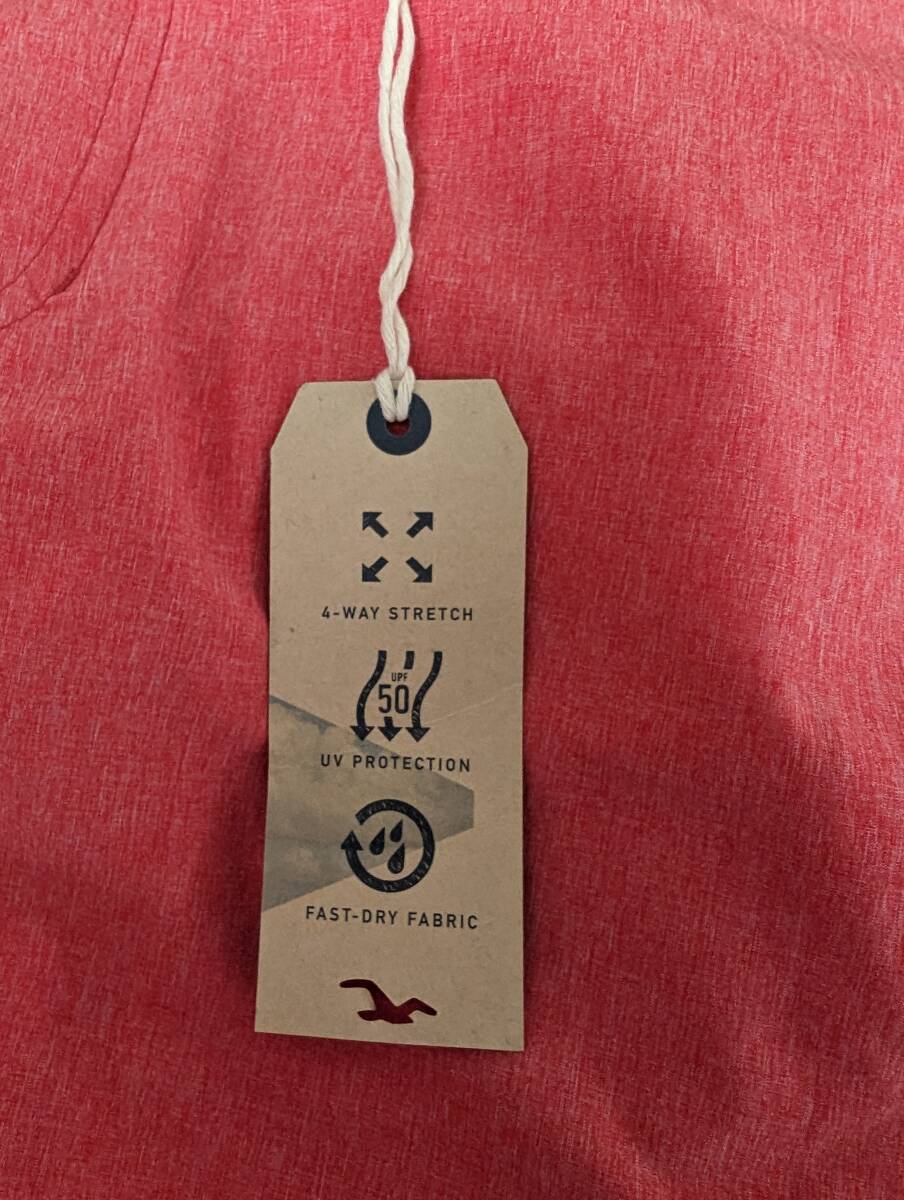 4-WAY STRETCH
UPF
50
UV PROTECTION
FAST-DRY FABRIC